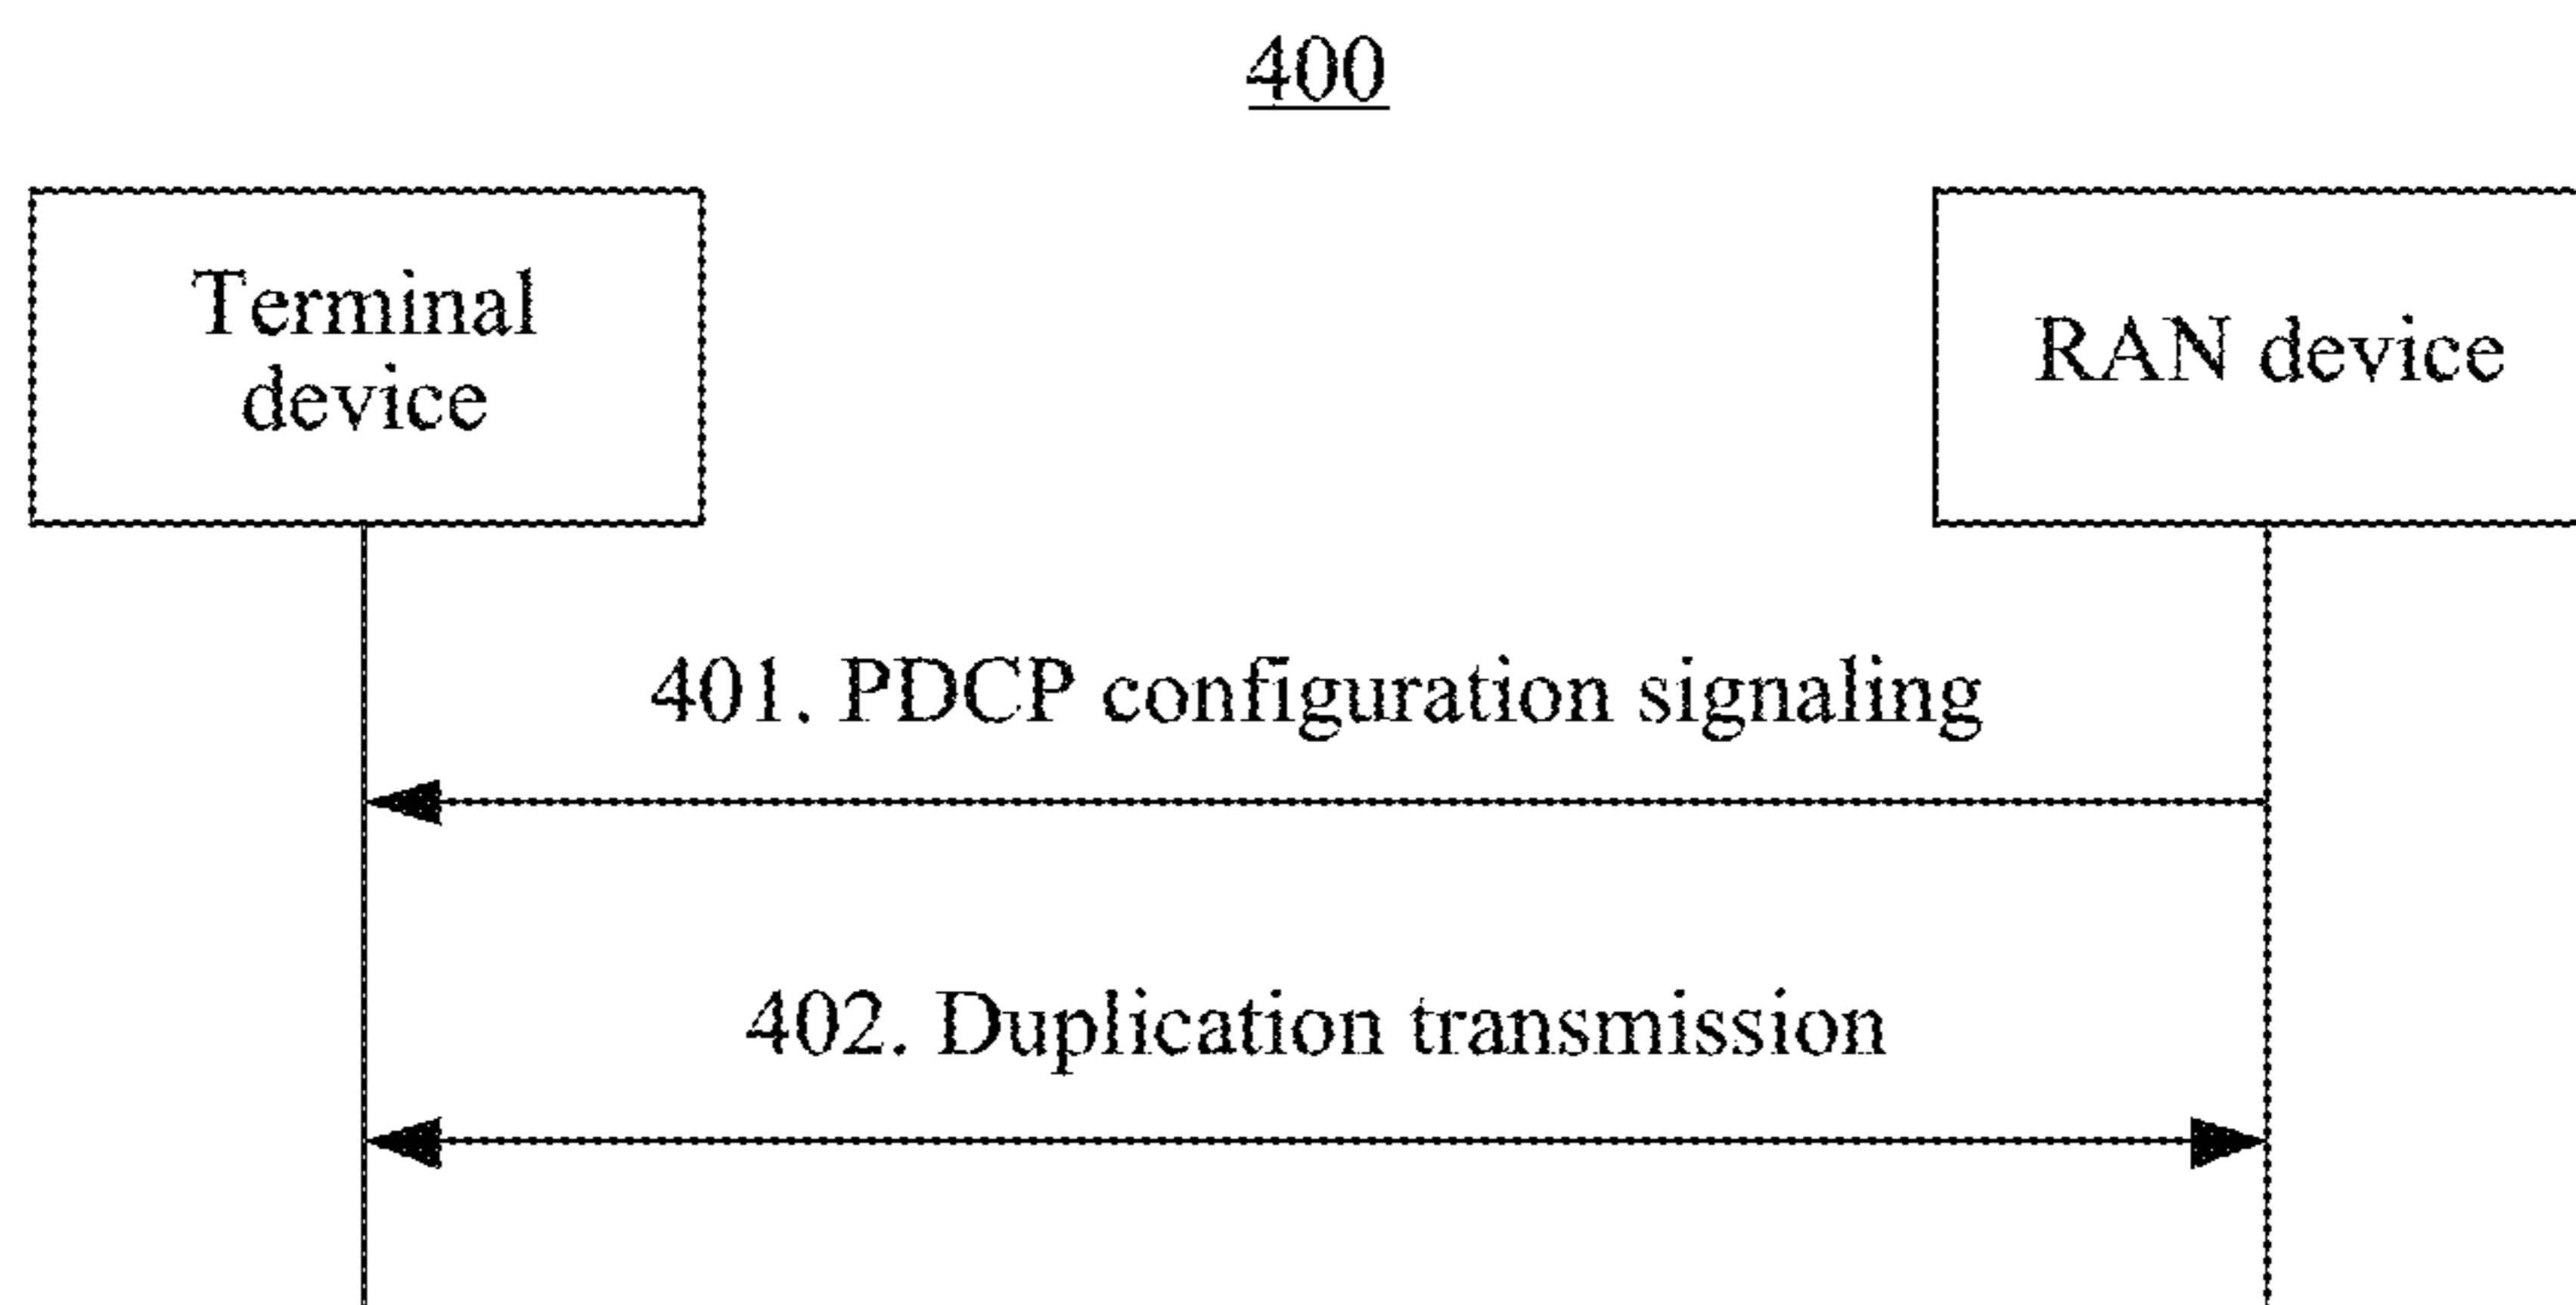 400
Terminal
device
RAN device
401. PDCP configuration signaling
402. Duplication transmission